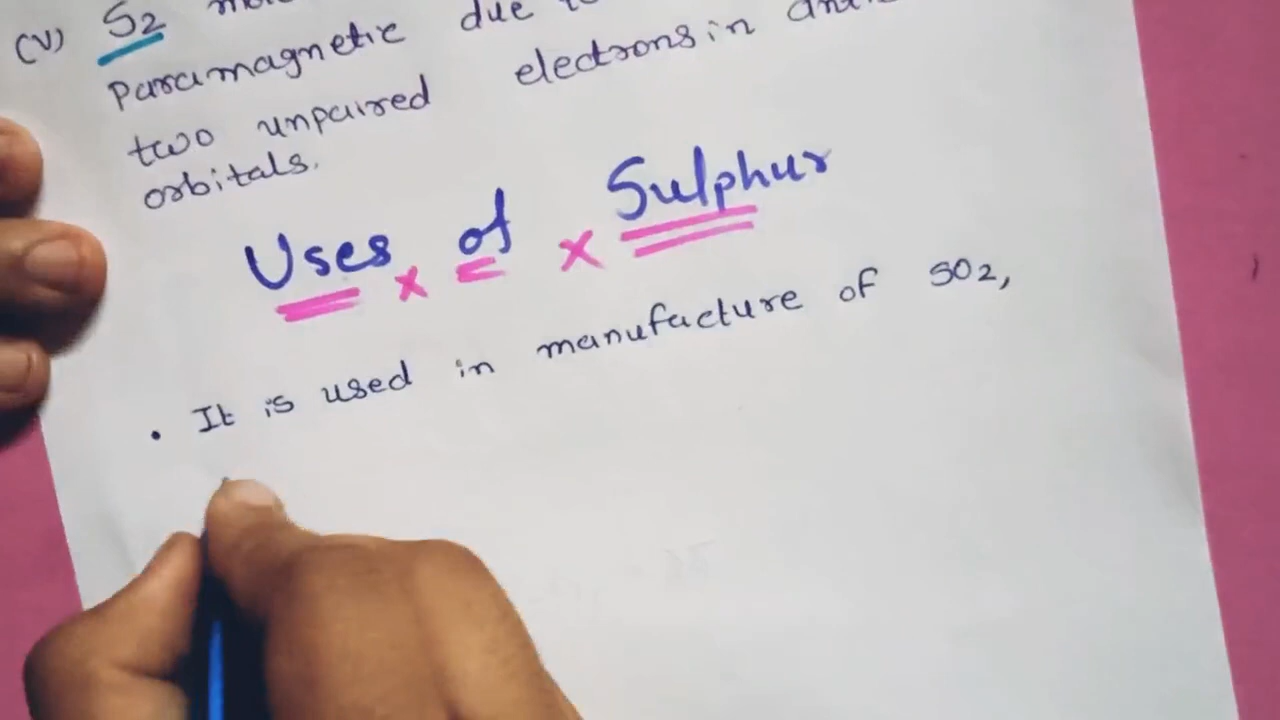 (V) S2
paramagnetic due
two unpaired electrons in
orbitals.
Uses of Sulphur
• It is used in manufacture of SO2,